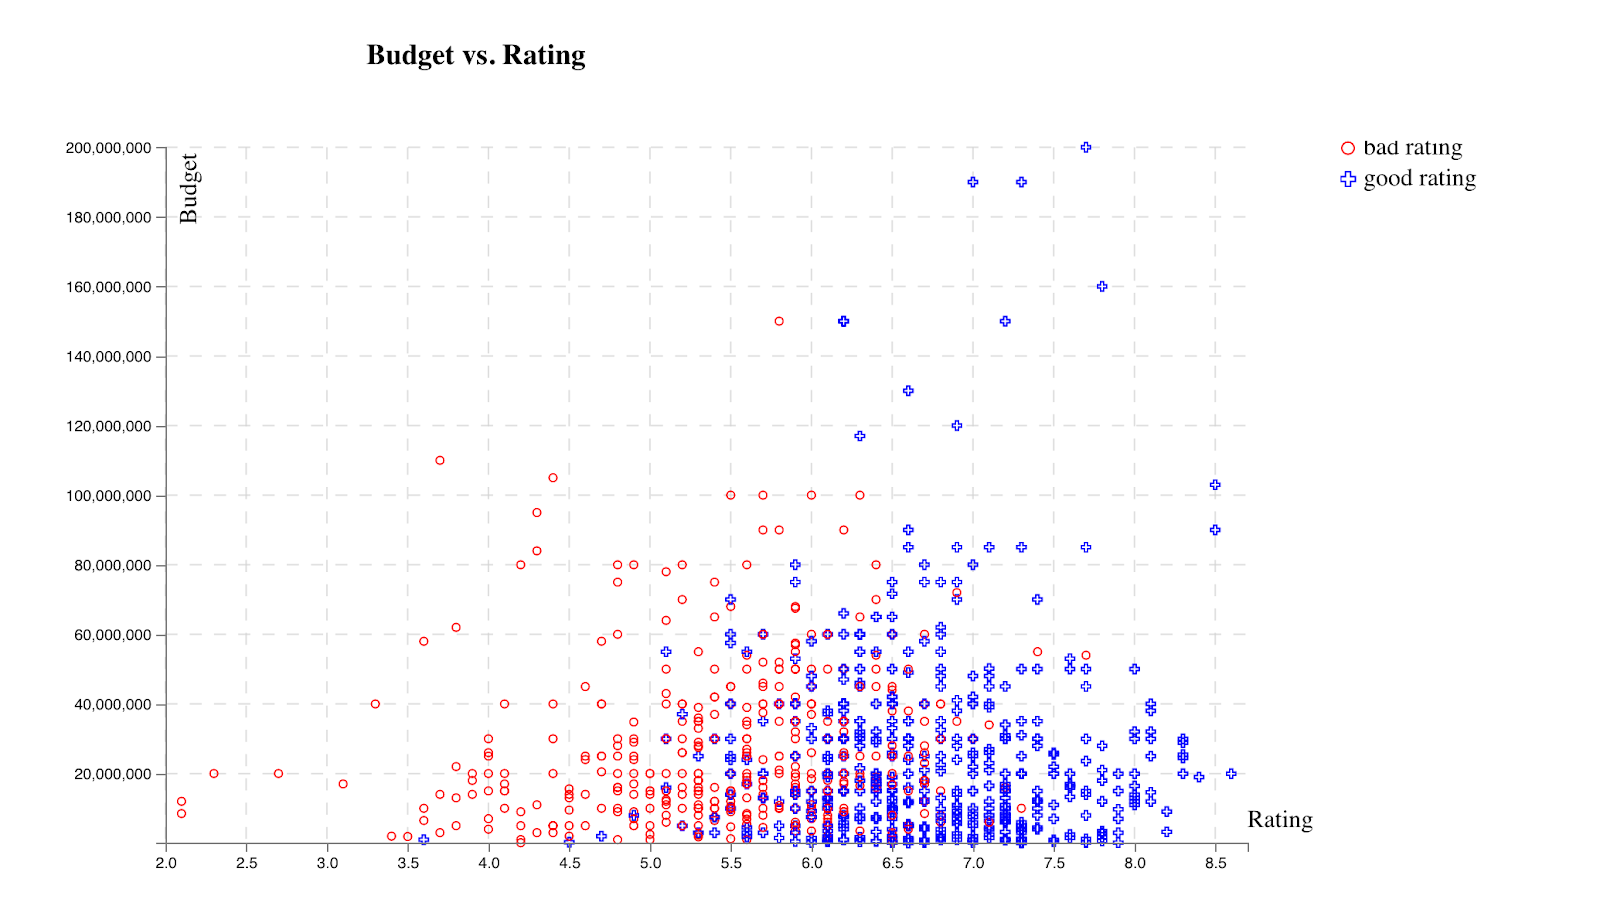 Budget vs. Rating
bad rating
good rating
Budget
200,000,000
180,000,000
160,000,000
140,000,000
120,000,000
100,000,000
80,000,000
60,000,000
40,000,000
20,000,000
Rating
2.0 2.5 3.0 3.5 4.0 4.5 5.0 5.5 6.0 6.5 7.0 7.5 8.0 8.5